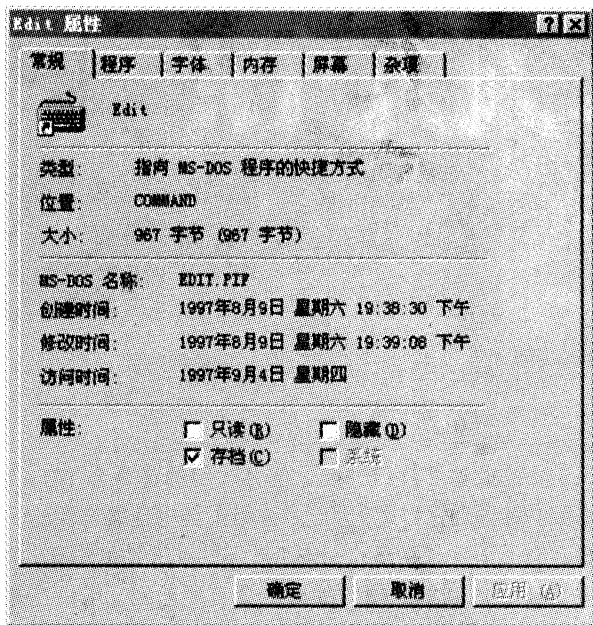 Edit 属性
常规 程序 字体 内存 屏幕 杂项
Edit
类型: 指向 MS-DOS 程序的快捷方式
位置: COMMAND
大小: 967 字节 (967 字节)
MS-DOS 名称: EDIT.PIF
创建时间: 1997年8月9日 星期六 19:38:30 下午
修改时间: 1997年8月9日 星期六 19:39:08 下午
访问时间: 1997年9月4日 星期四
属性: 只读(R) 隐藏(D)
存档(C) 系统
确定 取消 应用 (A)